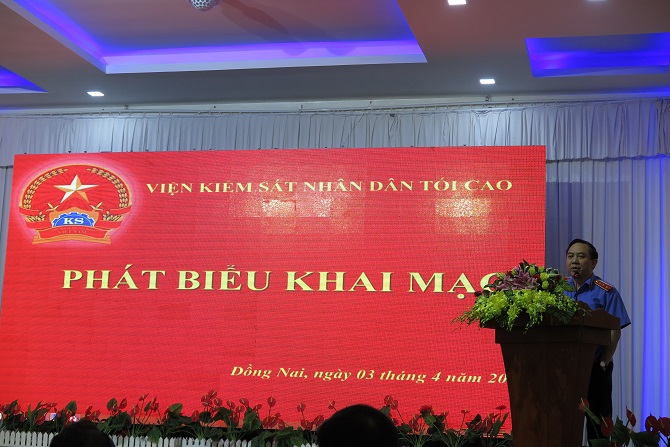 VIỆN KIỂM SÁT NHÂN DÂN TỐI CAO
KS
PHÁT BIỂU KHAI MẠC
Đồng Nai, ngày 03 tháng 4 năm 20